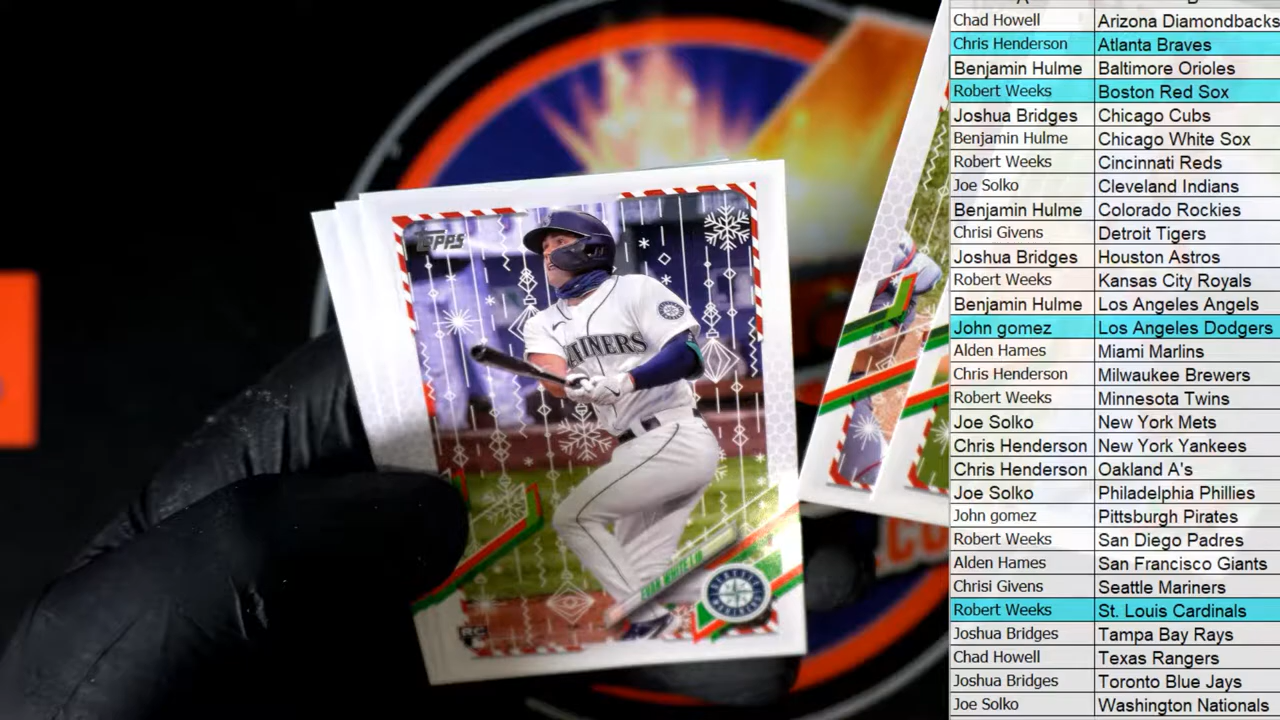 TOPPS
MARINERS
RC
Chad Howell Arizona Diamondbacks
Chris Henderson Atlanta Braves
Benjamin Hulme Baltimore Orioles
Robert Weeks Boston Red Sox
Joshua Bridges Chicago Cubs
Benjamin Hulme Chicago White Sox
Robert Weeks Cincinnati Reds
Joe Solko Cleveland Indians
Benjamin Hulme Colorado Rockies
Chrisi Givens Detroit Tigers
Joshua Bridges Houston Astros
Robert Weeks Kansas City Royals
Benjamin Hulme Los Angeles Angels
John gomez Los Angeles Dodgers
Alden Hames Miami Marlins
Chris Henderson Milwaukee Brewers
Robert Weeks Minnesota Twins
Joe Solko New York Mets
Chris Henderson New York Yankees
Chris Henderson Oakland A's
Joe Solko Philadelphia Phillies
John gomez Pittsburgh Pirates
Robert Weeks San Diego Padres
Alden Hames San Francisco Giants
Chrisi Givens Seattle Mariners
Robert Weeks St. Louis Cardinals
Joshua Bridges Tampa Bay Rays
Chad Howell Texas Rangers
Joshua Bridges Toronto Blue Jays
Joe Solko Washington Nationals